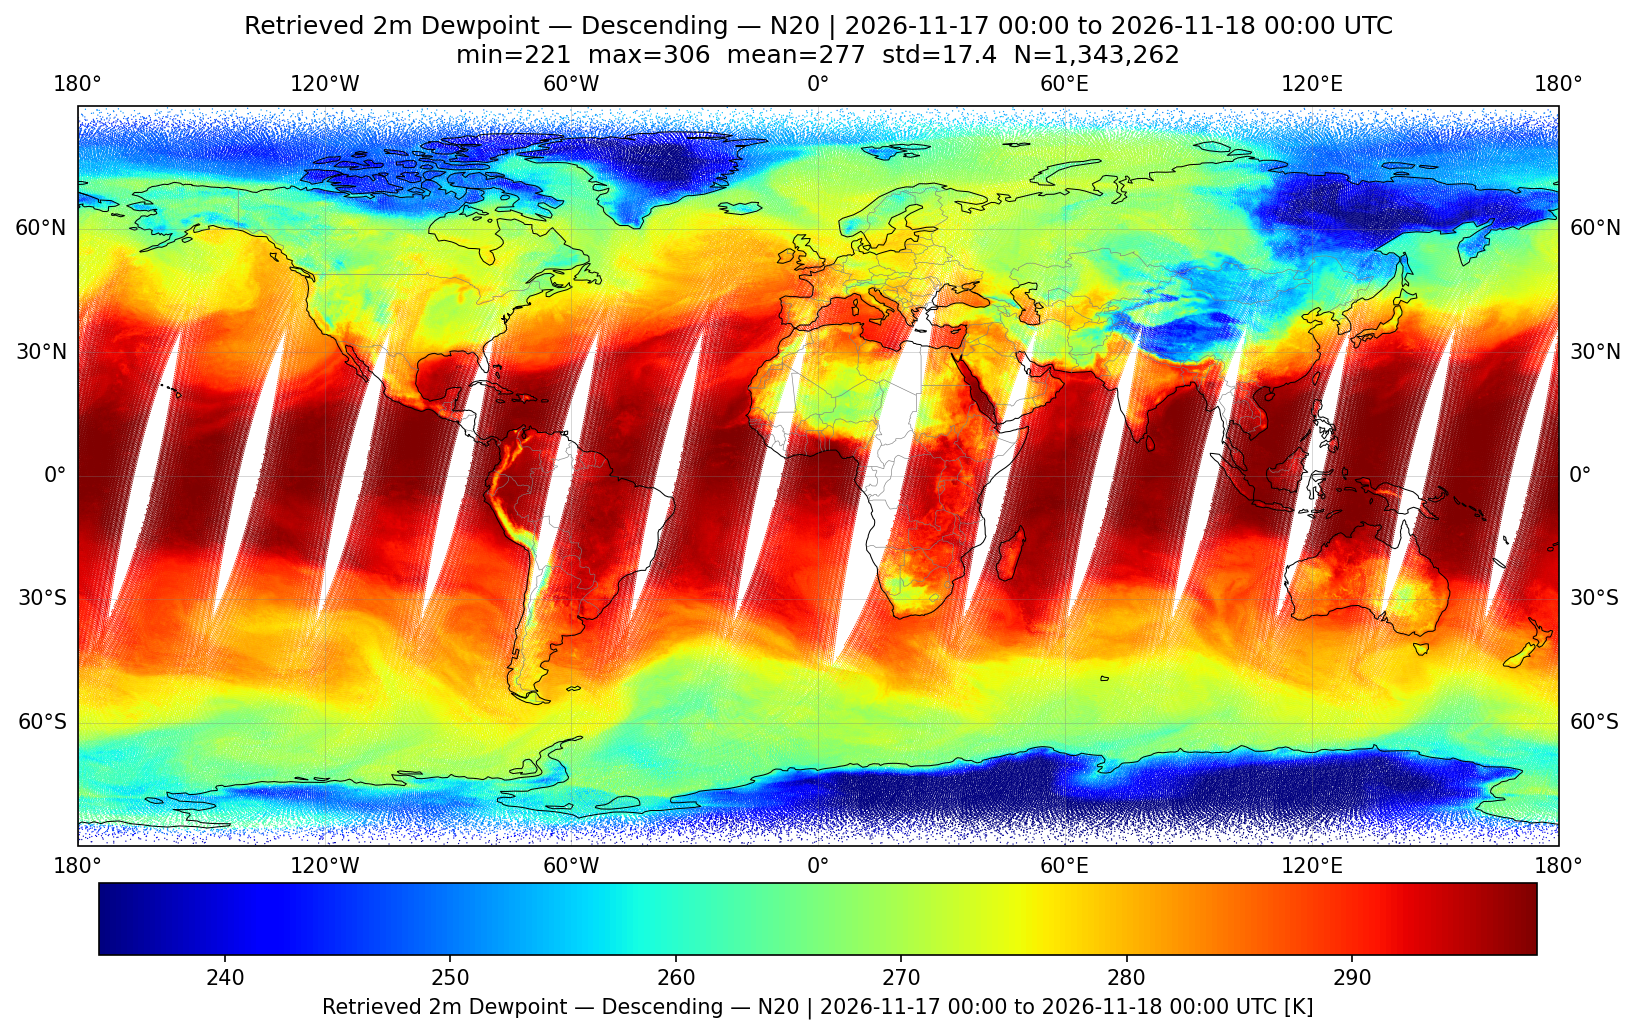 Retrieved 2m Dewpoint — Descending — N20 | 2026-11-17 00:00 to 2026-11-18 00:00 UTC
min=221 max=306 mean=277 std=17.4 N=1,343,262
180° 120°W 60°W 0° 60°E 120°E 180°
60°N 60°N
30°N 30°N
0° 0°
30°S 30°S
60°S 60°S
180° 120°W 60°W 0° 60°E 120°E 180°
240 250 260 270 280 290
Retrieved 2m Dewpoint — Descending — N20 | 2026-11-17 00:00 to 2026-11-18 00:00 UTC [K]